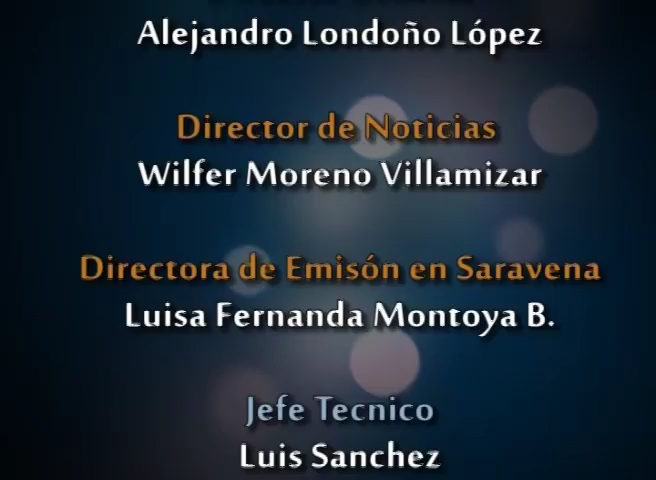 Alejandro Londoño López
Director de Noticias
Wilfer Moreno Villamizar
Directora de Emisón en Saravena
Luisa Fernanda Montoya B.
Jefe Tecnico
Luis Sanchez